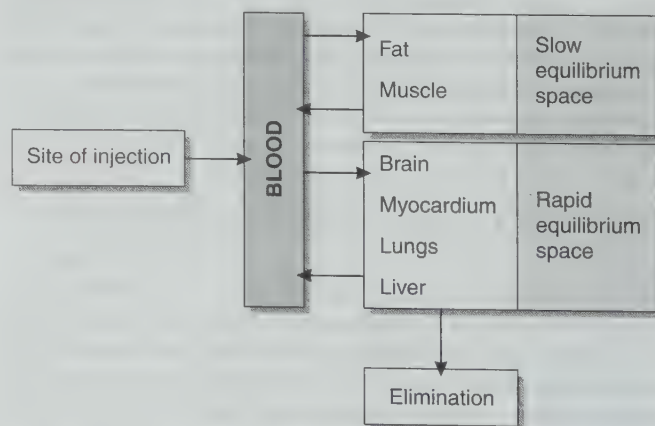 Fat
Muscle
Slow
equilibrium
space
Site of injection
BLOOD
Brain
Myocardium
Lungs
Liver
Rapid
equilibrium
space
Elimination